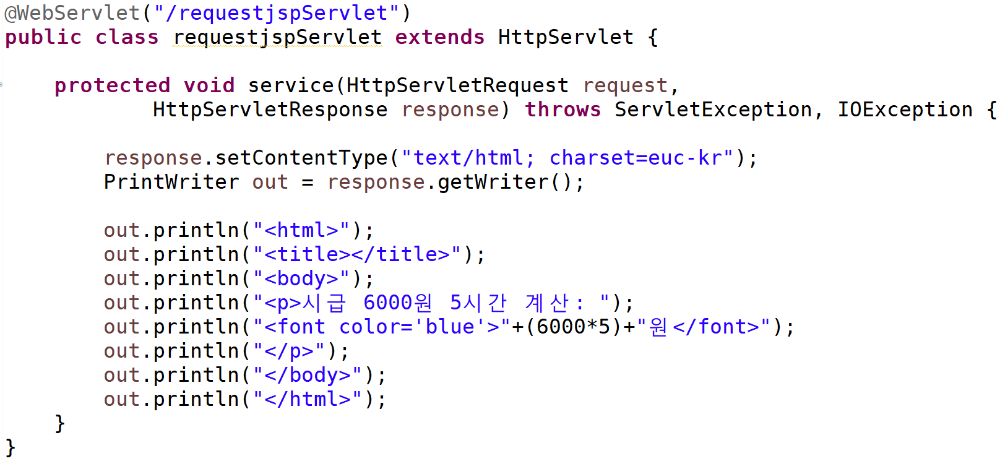 @WebServlet("/requestjspServlet")
public class requestjspServlet extends HttpServlet {
protected void service(HttpServletRequest request,
HttpServletResponse response) throws ServletException, IOException {
response.setContentType("text/html; charset=euc-kr");
PrintWriter out = response.getWriter();
out.println("<html>");
out.println("<title></title>");
out.println("<body>");
out.println("<p>시급 6000원 5시간 계산: ");
out.println("<font color='blue'>"+(6000*5)+"원</font>");
out.println("</p>");
out.println("</body>");
out.println("</html>");
}
}